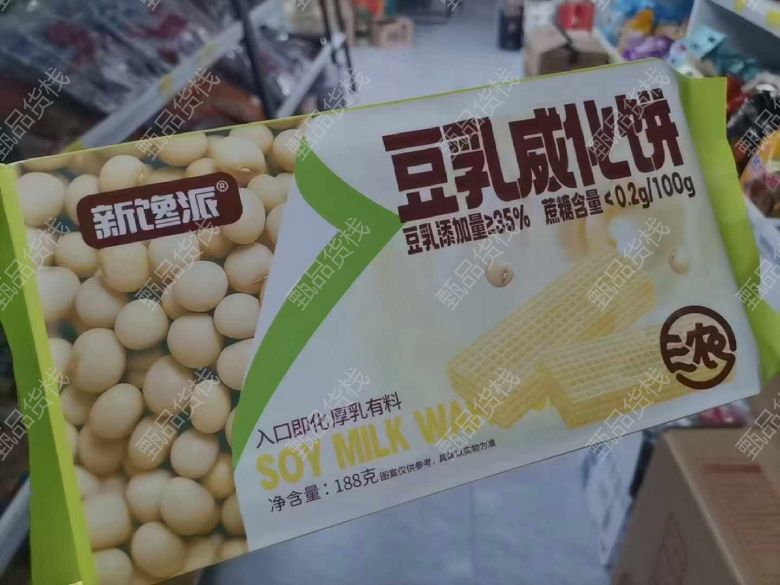 新馋派®
豆乳威化饼
豆乳添加量≥35% 蔗糖含量<0.2g/100g
三浓
入口即化 厚乳有料
SOY MILK WA
净含量：188克 图案仅供参考，具体以实物为准
甄品货栈